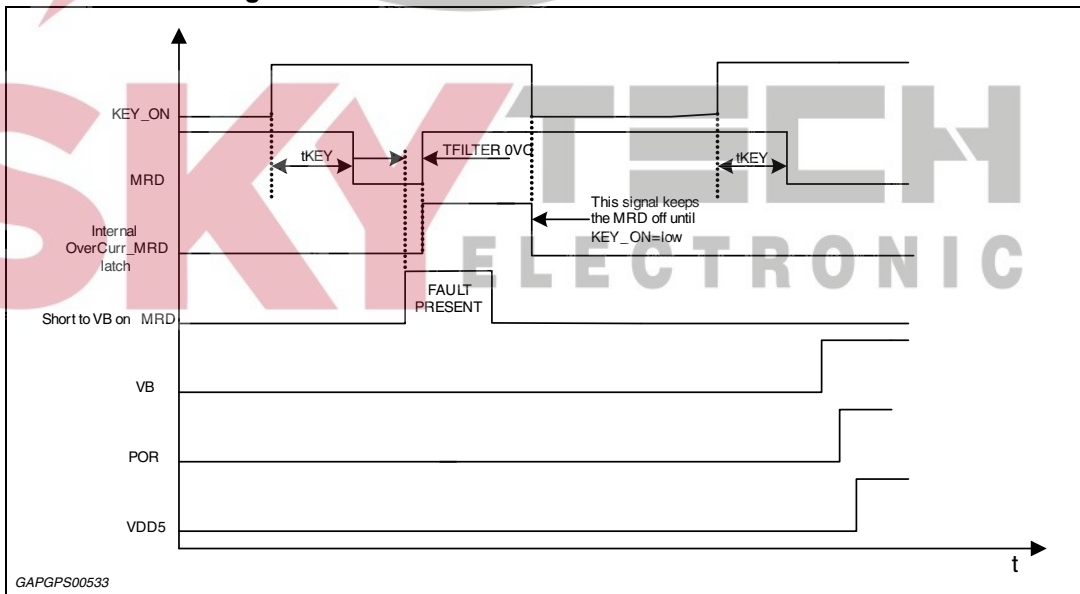 KEY_ON
tKEY
TFILTER 0VC
tKEY
MRD
This signal keeps
the MRD off until
KEY_ON=low
Internal
OverCurr_MRD
latch
FAULT
PRESENT
Short to VB on MRD
VB
POR
VDD5
t
GAPGPS00533
SKYTECH
ELECTRONIC